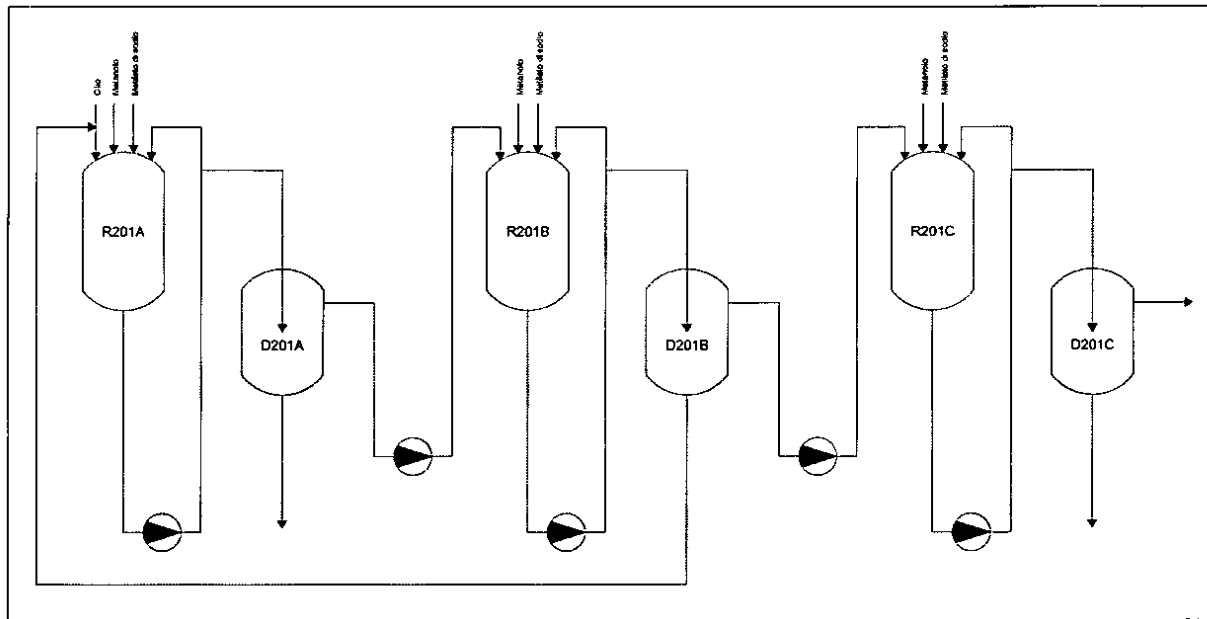 Olio
Metanolo
Metilato di sodio
Metanolo
Metilato di sodio
Metanolo
Metilato di sodio
R201A
R201B
R201C
D201A
D201B
D201C